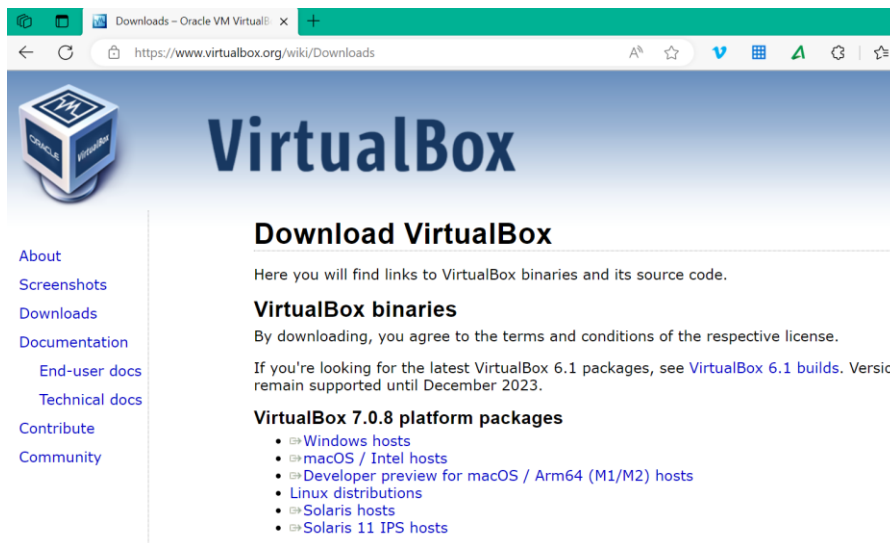 Downloads – Oracle VM VirtualB
https://www.virtualbox.org/wiki/Downloads
ORACLE
VirtualBox
VirtualBox
About
Screenshots
Downloads
Documentation
End-user docs
Technical docs
Contribute
Community
Download VirtualBox
Here you will find links to VirtualBox binaries and its source code.
VirtualBox binaries
By downloading, you agree to the terms and conditions of the respective license.
If you're looking for the latest VirtualBox 6.1 packages, see VirtualBox 6.1 builds. Versio
remain supported until December 2023.
VirtualBox 7.0.8 platform packages
Windows hosts
macOS / Intel hosts
Developer preview for macOS / Arm64 (M1/M2) hosts
Linux distributions
Solaris hosts
Solaris 11 IPS hosts